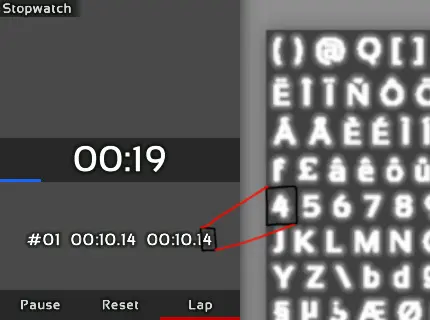 Stopwatch
00:19
#01 00:10.14 00:10.14
Pause Reset Lap
( ) @ Q [ ]
Ë Î Ï Ñ Ô Ö
Á Å È É Ì Í
£ â ê ô û
4 5 6 7 8 9
J K L M N O
Y Z \ b d g
§ µ ¿ Æ Ø